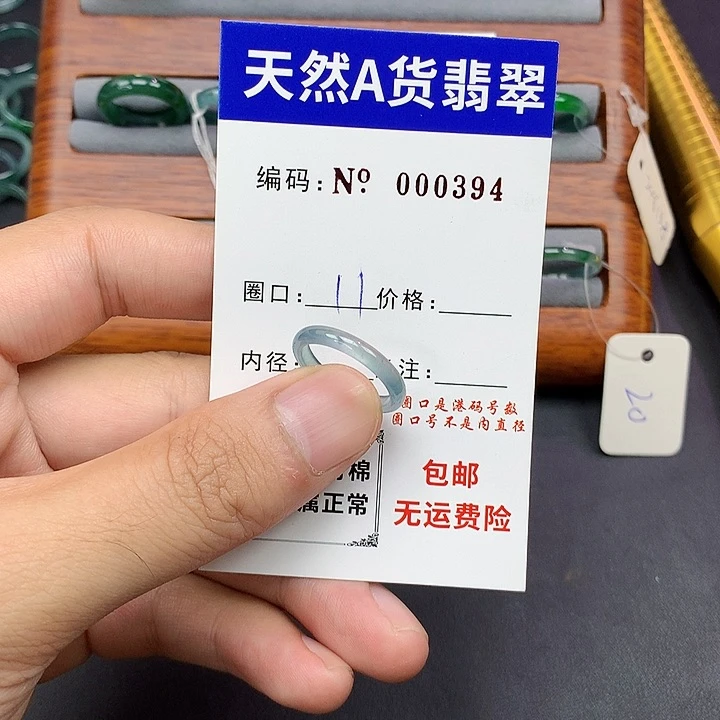 天然A货翡翠
编码:Nº 000394
圈口:11 价格:
内径: 注:
圈口是港码号数
圈口号不是内直径
棉
属正常
包邮
无运费险
20